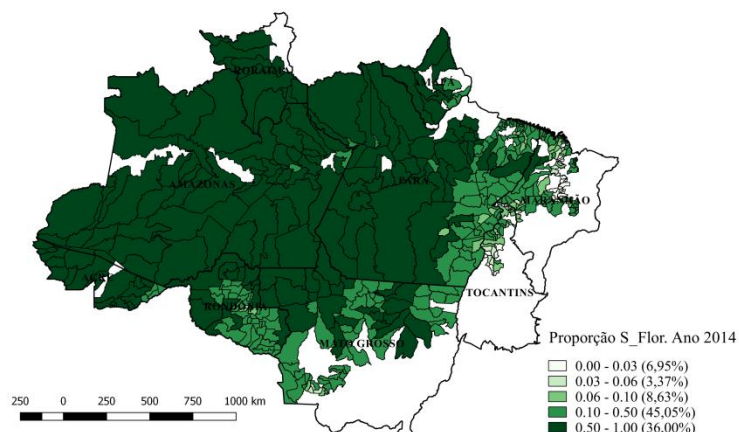 RORAIMA
AMAPÁ
AMAZONAS
PARÁ
MARANHÃO
ACRE
RONDÔNIA
TOCANTINS
MATO GROSSO
Proporção S_Flor. Ano 2014
0.00 - 0.03 (6,95%)
0.03 - 0.06 (3,37%)
0.06 - 0.10 (8,63%)
0.10 - 0.50 (45,05%)
0.50 - 1.00 (36,00%)
250 0 250 500 750 1000 km